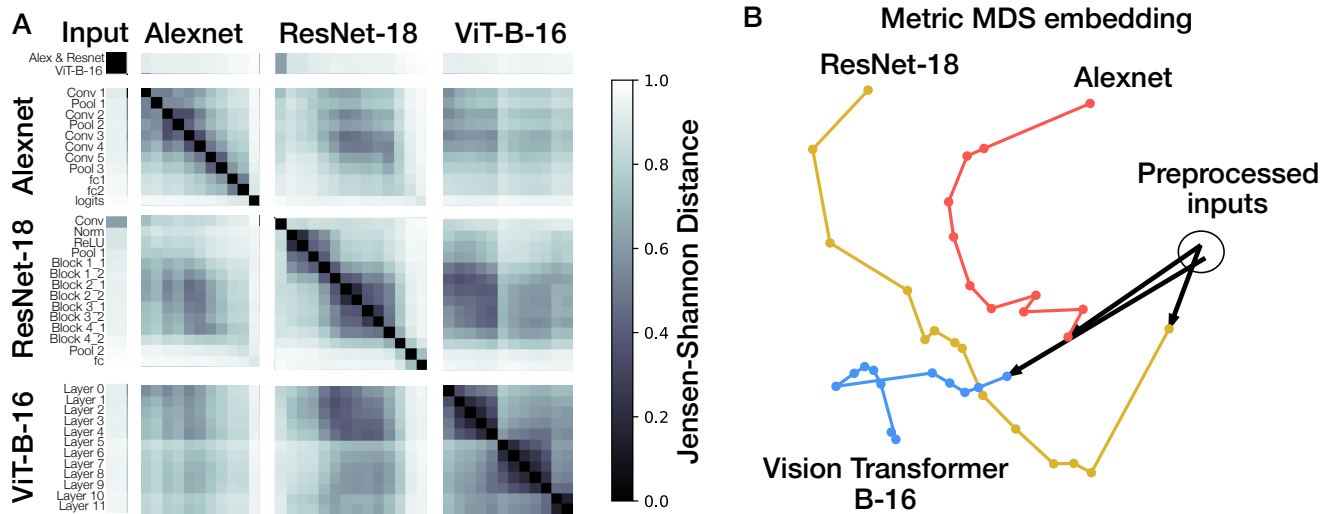 A
Input
Alexnet
ResNet-18
ViT-B-16
Alex & Resnet
ViT-B-16
Alexnet
Conv 1
Pool 1
Conv 2
Pool 2
Conv 3
Conv 4
Conv 5
Pool 3
fc1
fc2
logits
ResNet-18
Conv
Norm
ReLU
Pool 1
Block 1_1
Block 1_2
Block 2_1
Block 2_2
Block 3_1
Block 3_2
Block 4_1
Block 4_2
Pool 2
fc
ViT-B-16
Layer 0
Layer 1
Layer 2
Layer 3
Layer 4
Layer 5
Layer 6
Layer 7
Layer 8
Layer 9
Layer 10
Layer 11
1.0
0.8
0.6
0.4
0.2
0.0
Jensen-Shannon Distance
B
Metric MDS embedding
ResNet-18
Alexnet
Preprocessed
inputs
Vision Transformer
B-16